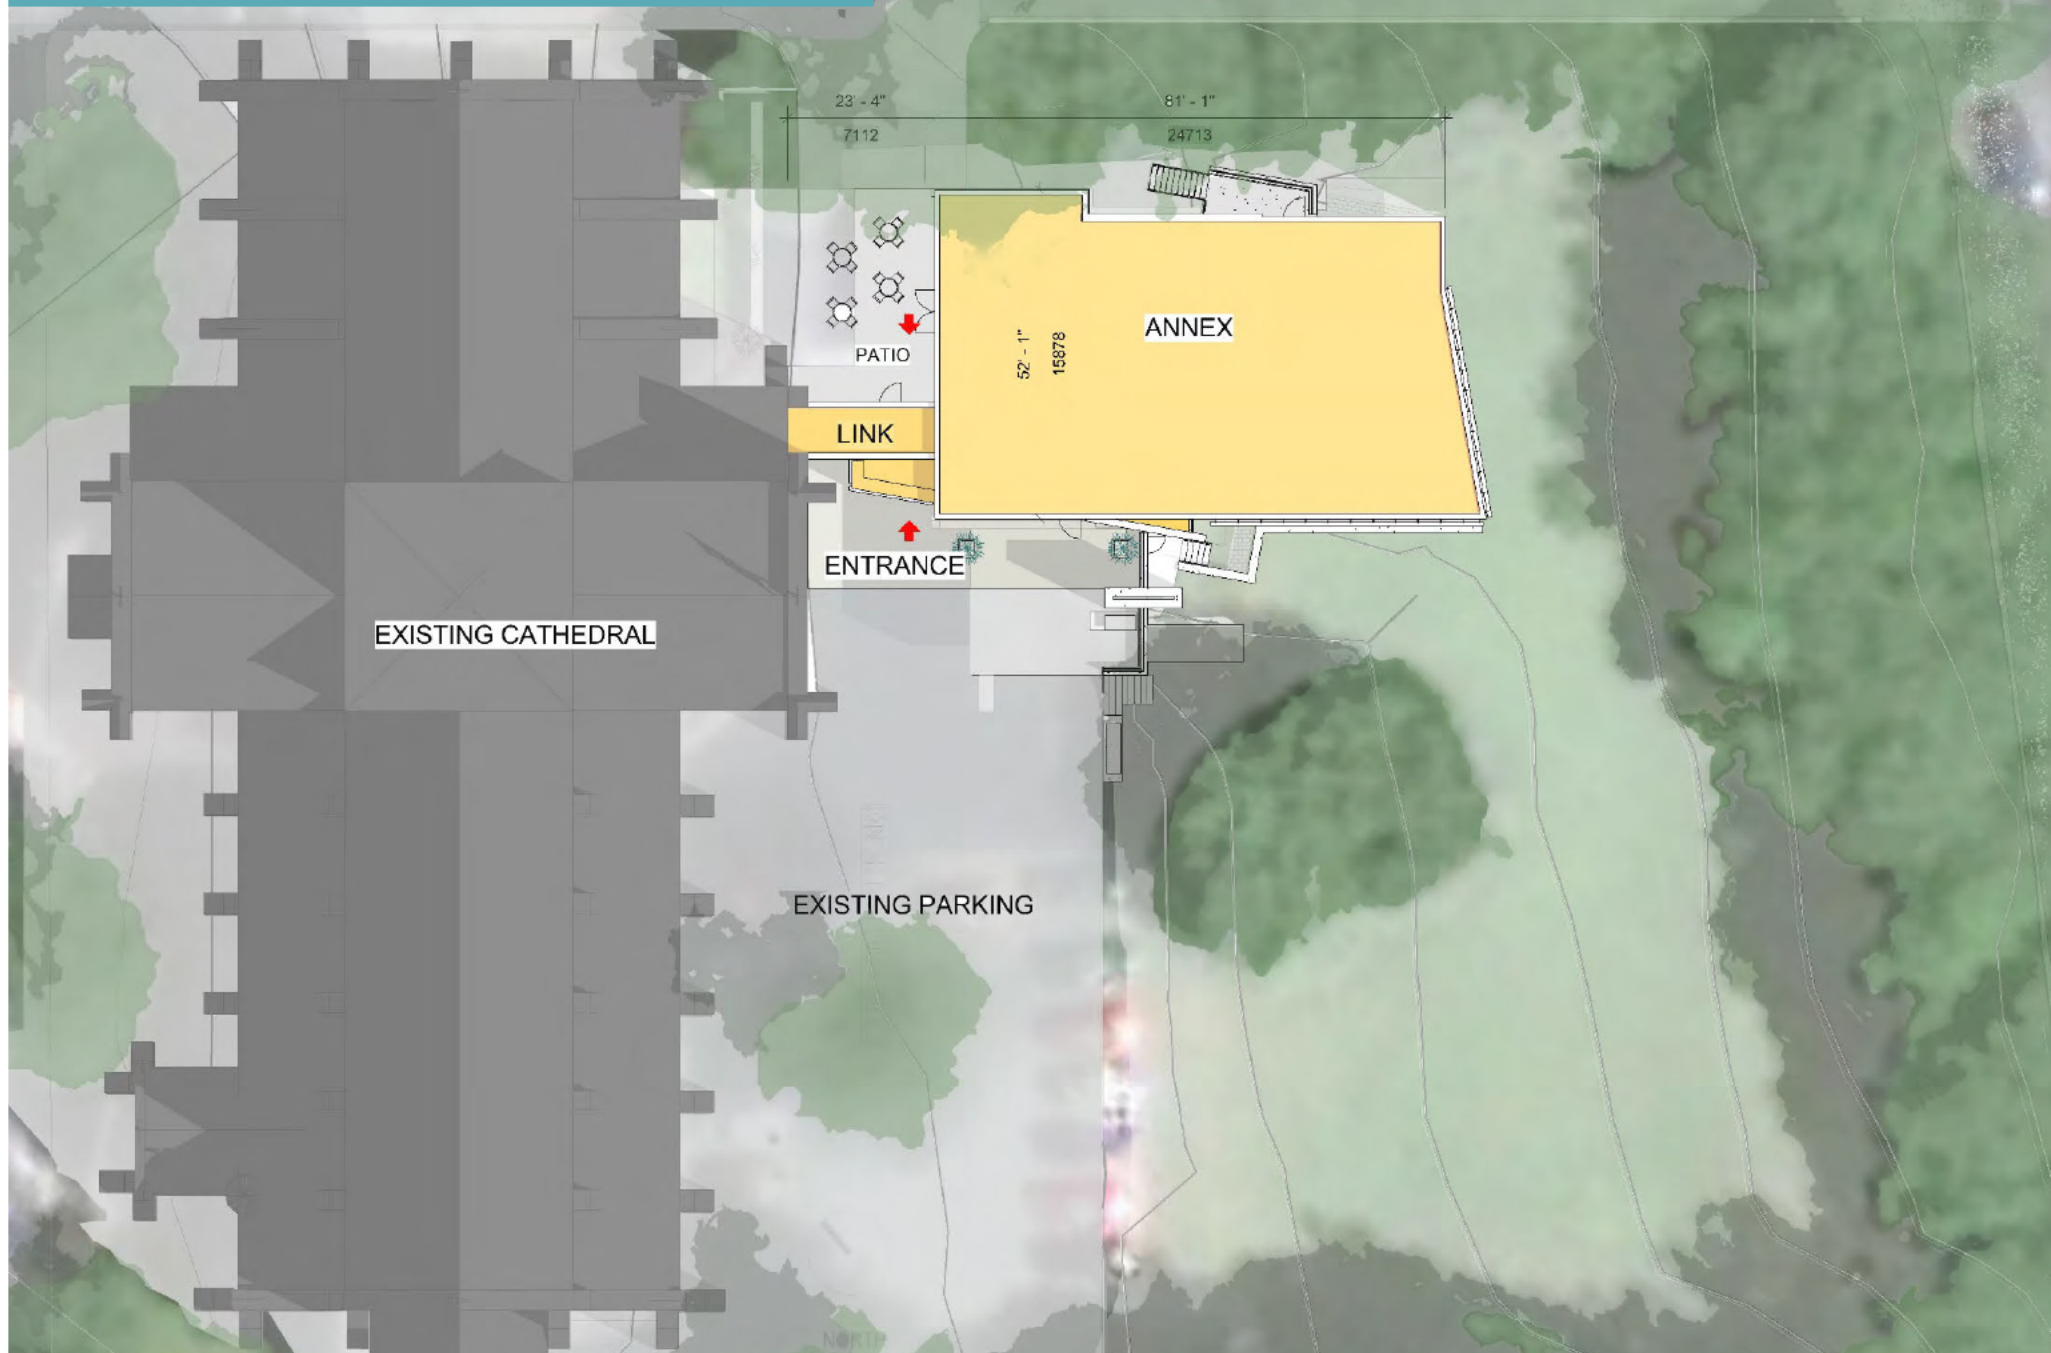 23' - 4"
81' - 1"
7112
24713
ANNEX
52' - 1"
15878
PATIO
LINK
ENTRANCE
EXISTING CATHEDRAL
EXISTING PARKING
NORTH